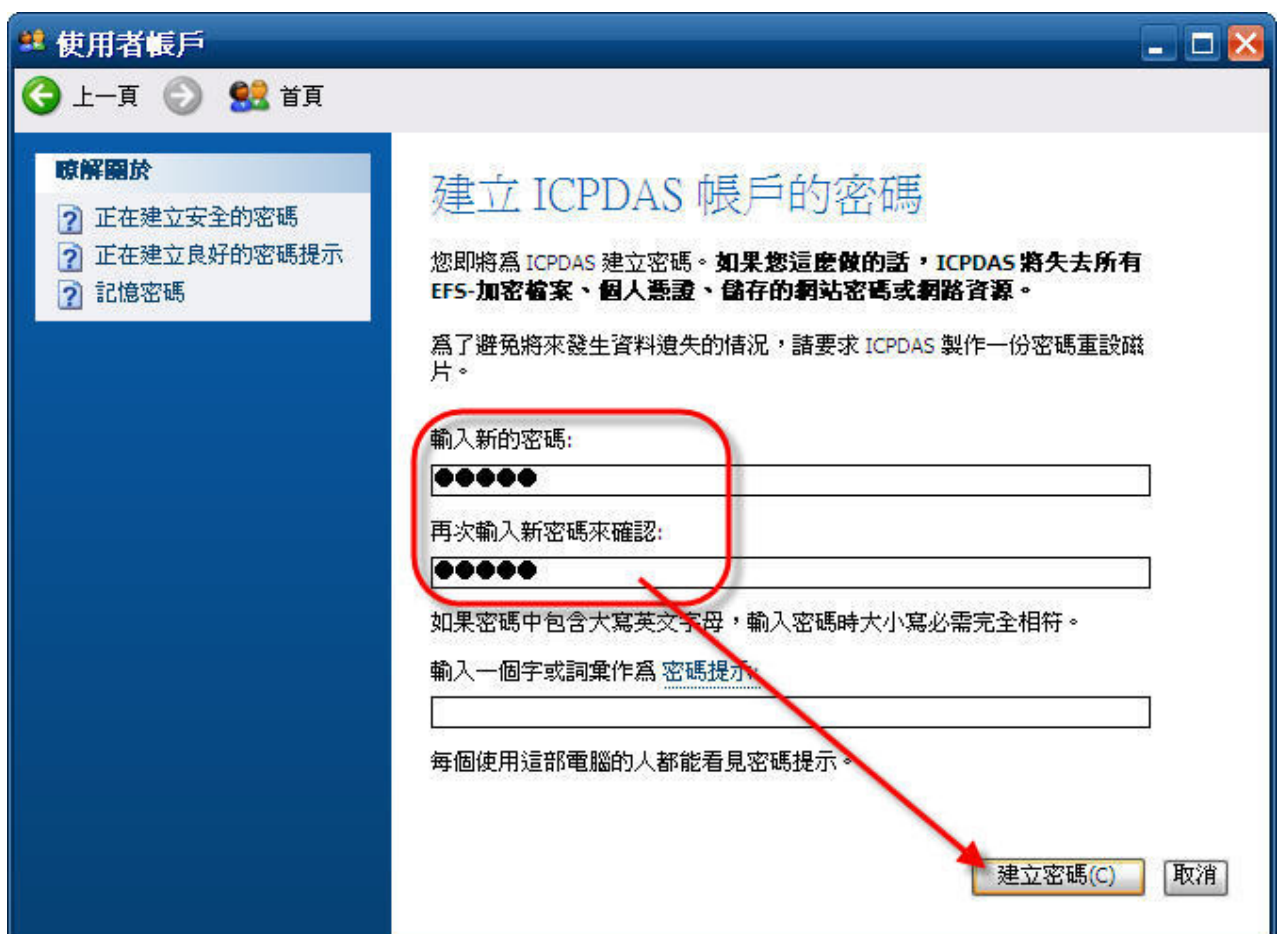 使用者帳戶
上一頁 首頁
瞭解關於
正在建立安全的密碼
正在建立良好的密碼提示
記憶密碼
建立 ICPDAS 帳戶的密碼
您即將為 ICPDAS 建立密碼。如果您這麼做的話，ICPDAS 將失去所有
EFS-加密檔案、個人憑證、儲存的網站密碼或網路資源。
為了避免將來發生資料遺失的情況，請要求 ICPDAS 製作一份密碼重設磁
片。
輸入新的密碼:
●●●●●
再次輸入新密碼來確認:
●●●●●
如果密碼中包含大寫英文字母，輸入密碼時大小寫必需完全相符。
輸入一個字或詞彙作為 密碼提示:
每個使用這部電腦的人都能看見密碼提示。
建立密碼(C) 取消